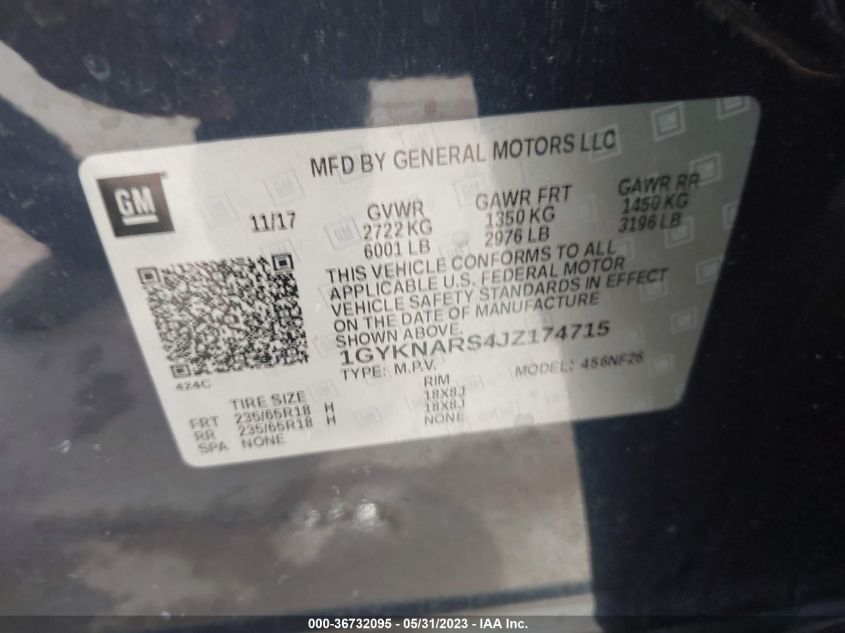 MFD BY GENERAL MOTORS LLC
GM
11/17
GVWR
2722 KG
6001 LB
GAWR FRT
1350 KG
2976 LB
GAWR RR
1450 KG
3196 LB
THIS VEHICLE CONFORMS TO ALL
APPLICABLE U.S. FEDERAL MOTOR
VEHICLE SAFETY STANDARDS IN EFFECT
ON THE DATE OF MANUFACTURE
SHOWN ABOVE.
1GYKNARS4JZ174715
TYPE: M.P.V. MODEL: 458NF26
424C
TIRE SIZE RIM
FRT 235/65R18 H 18X8J
RR 235/65R18 H 18X8J
SPA NONE NONE
000-36732095 - 05/31/2023 - IAA Inc.